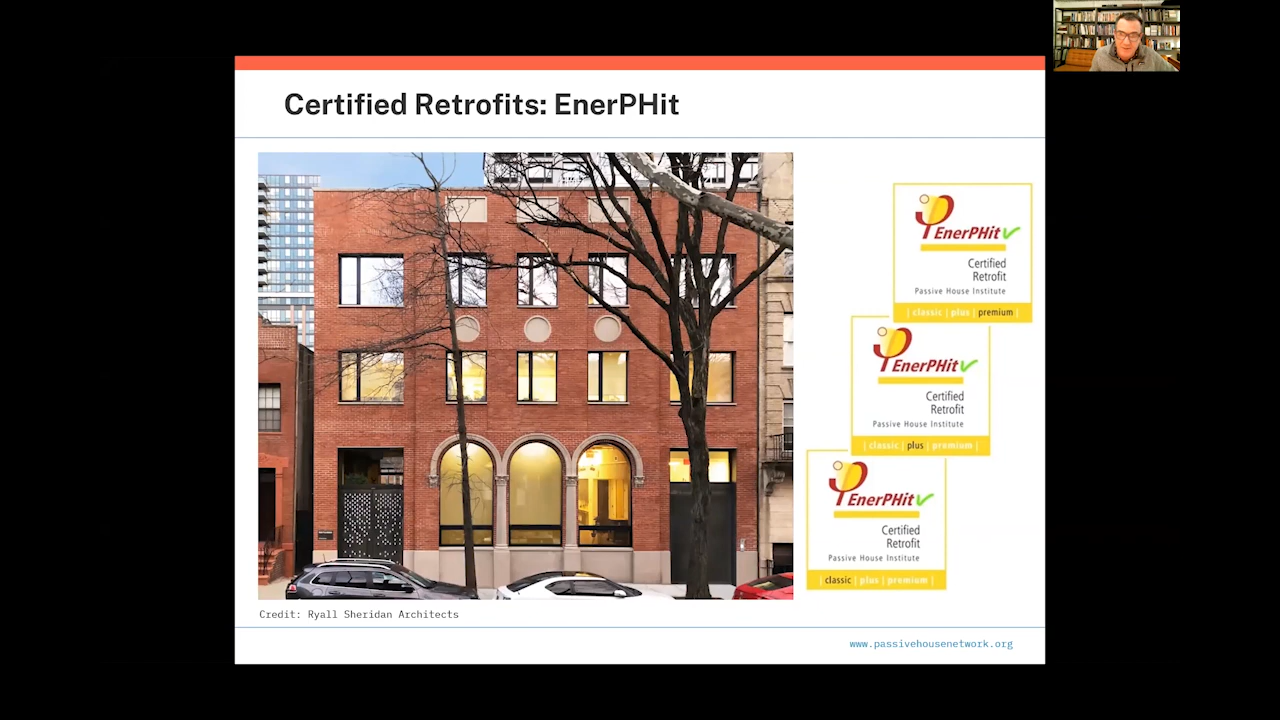 Certified Retrofits: EnerPHit
EnerPHit
Certified
Retrofit
Passive House Institute
| classic | plus | premium |
EnerPHit
Certified
Retrofit
Passive House Institute
| classic | plus | premium |
EnerPHit
Certified
Retrofit
Passive House Institute
| classic | plus | premium |
Credit: Ryall Sheridan Architects
www.passivehousenetwork.org